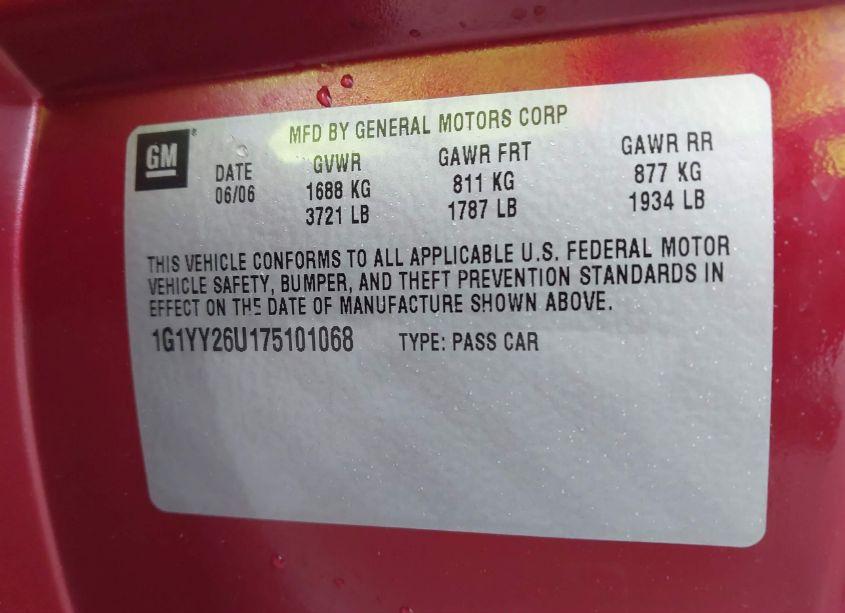 MFD BY GENERAL MOTORS CORP
GM®
DATE GVWR GAWR FRT GAWR RR
06/06 1688 KG 811 KG 877 KG
3721 LB 1787 LB 1934 LB
THIS VEHICLE CONFORMS TO ALL APPLICABLE U.S. FEDERAL MOTOR
VEHICLE SAFETY, BUMPER, AND THEFT PREVENTION STANDARDS IN
EFFECT ON THE DATE OF MANUFACTURE SHOWN ABOVE.
1G1YY26U175101068 TYPE: PASS CAR